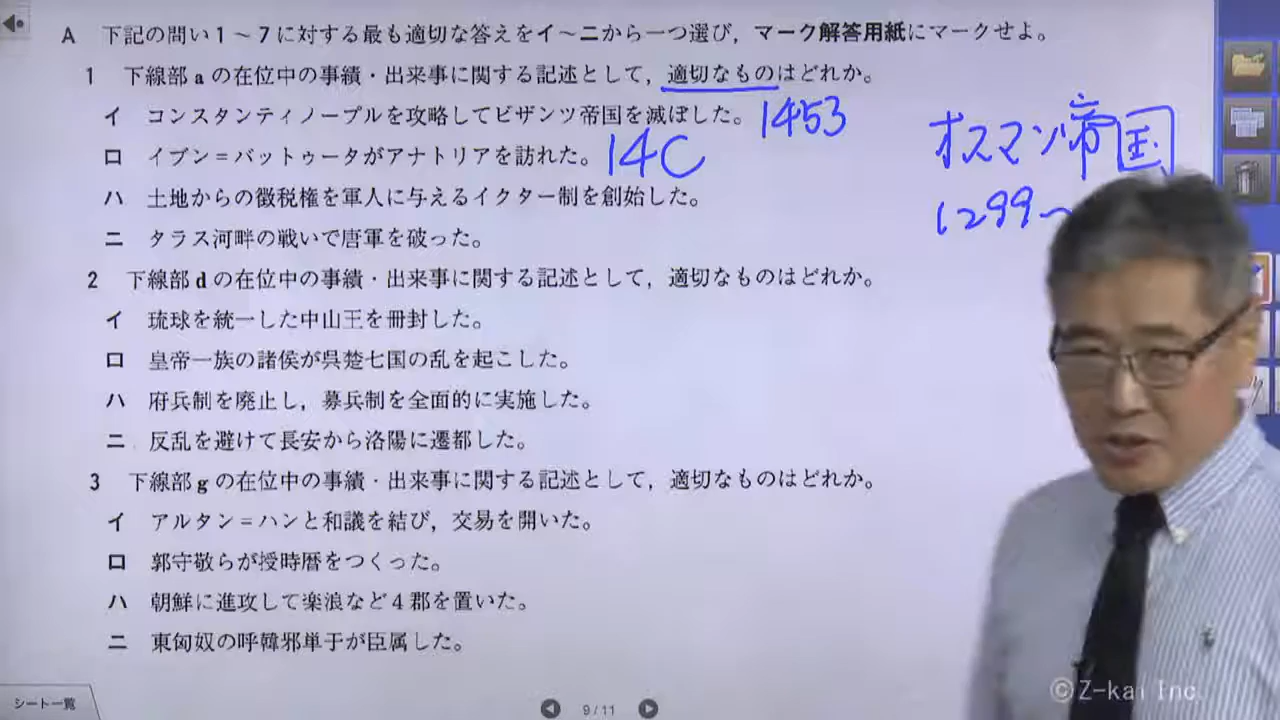 A 下記の問い1～7に対する最も適切な答えをイ～ニから一つ選び，マーク解答用紙にマークせよ。
1 下線部aの在位中の事績・出来事に関する記述として，適切なものはどれか。
イ コンスタンティノープルを攻略してビザンツ帝国を滅ぼした。 1453
ロ イブン＝バットゥータがアナトリアを訪れた。 14C
ハ 土地からの徴税権を軍人に与えるイクター制を創始した。
ニ タラス河畔の戦いで唐軍を破った。
オスマン帝国
1299～
2 下線部dの在位中の事績・出来事に関する記述として，適切なものはどれか。
イ 琉球を統一した中山王を冊封した。
ロ 皇帝一族の諸侯が呉楚七国の乱を起こした。
ハ 府兵制を廃止し，募兵制を全面的に実施した。
ニ 反乱を避けて長安から洛陽に遷都した。
3 下線部gの在位中の事績・出来事に関する記述として，適切なものはどれか。
イ アルタン＝ハンと和議を結び，交易を開いた。
ロ 郭守敬らが授時暦をつくった。
ハ 朝鮮に進攻して楽浪など4郡を置いた。
ニ 東匈奴の呼韓邪単于が臣属した。
シート一覧
9/11
©Z-kai Inc.